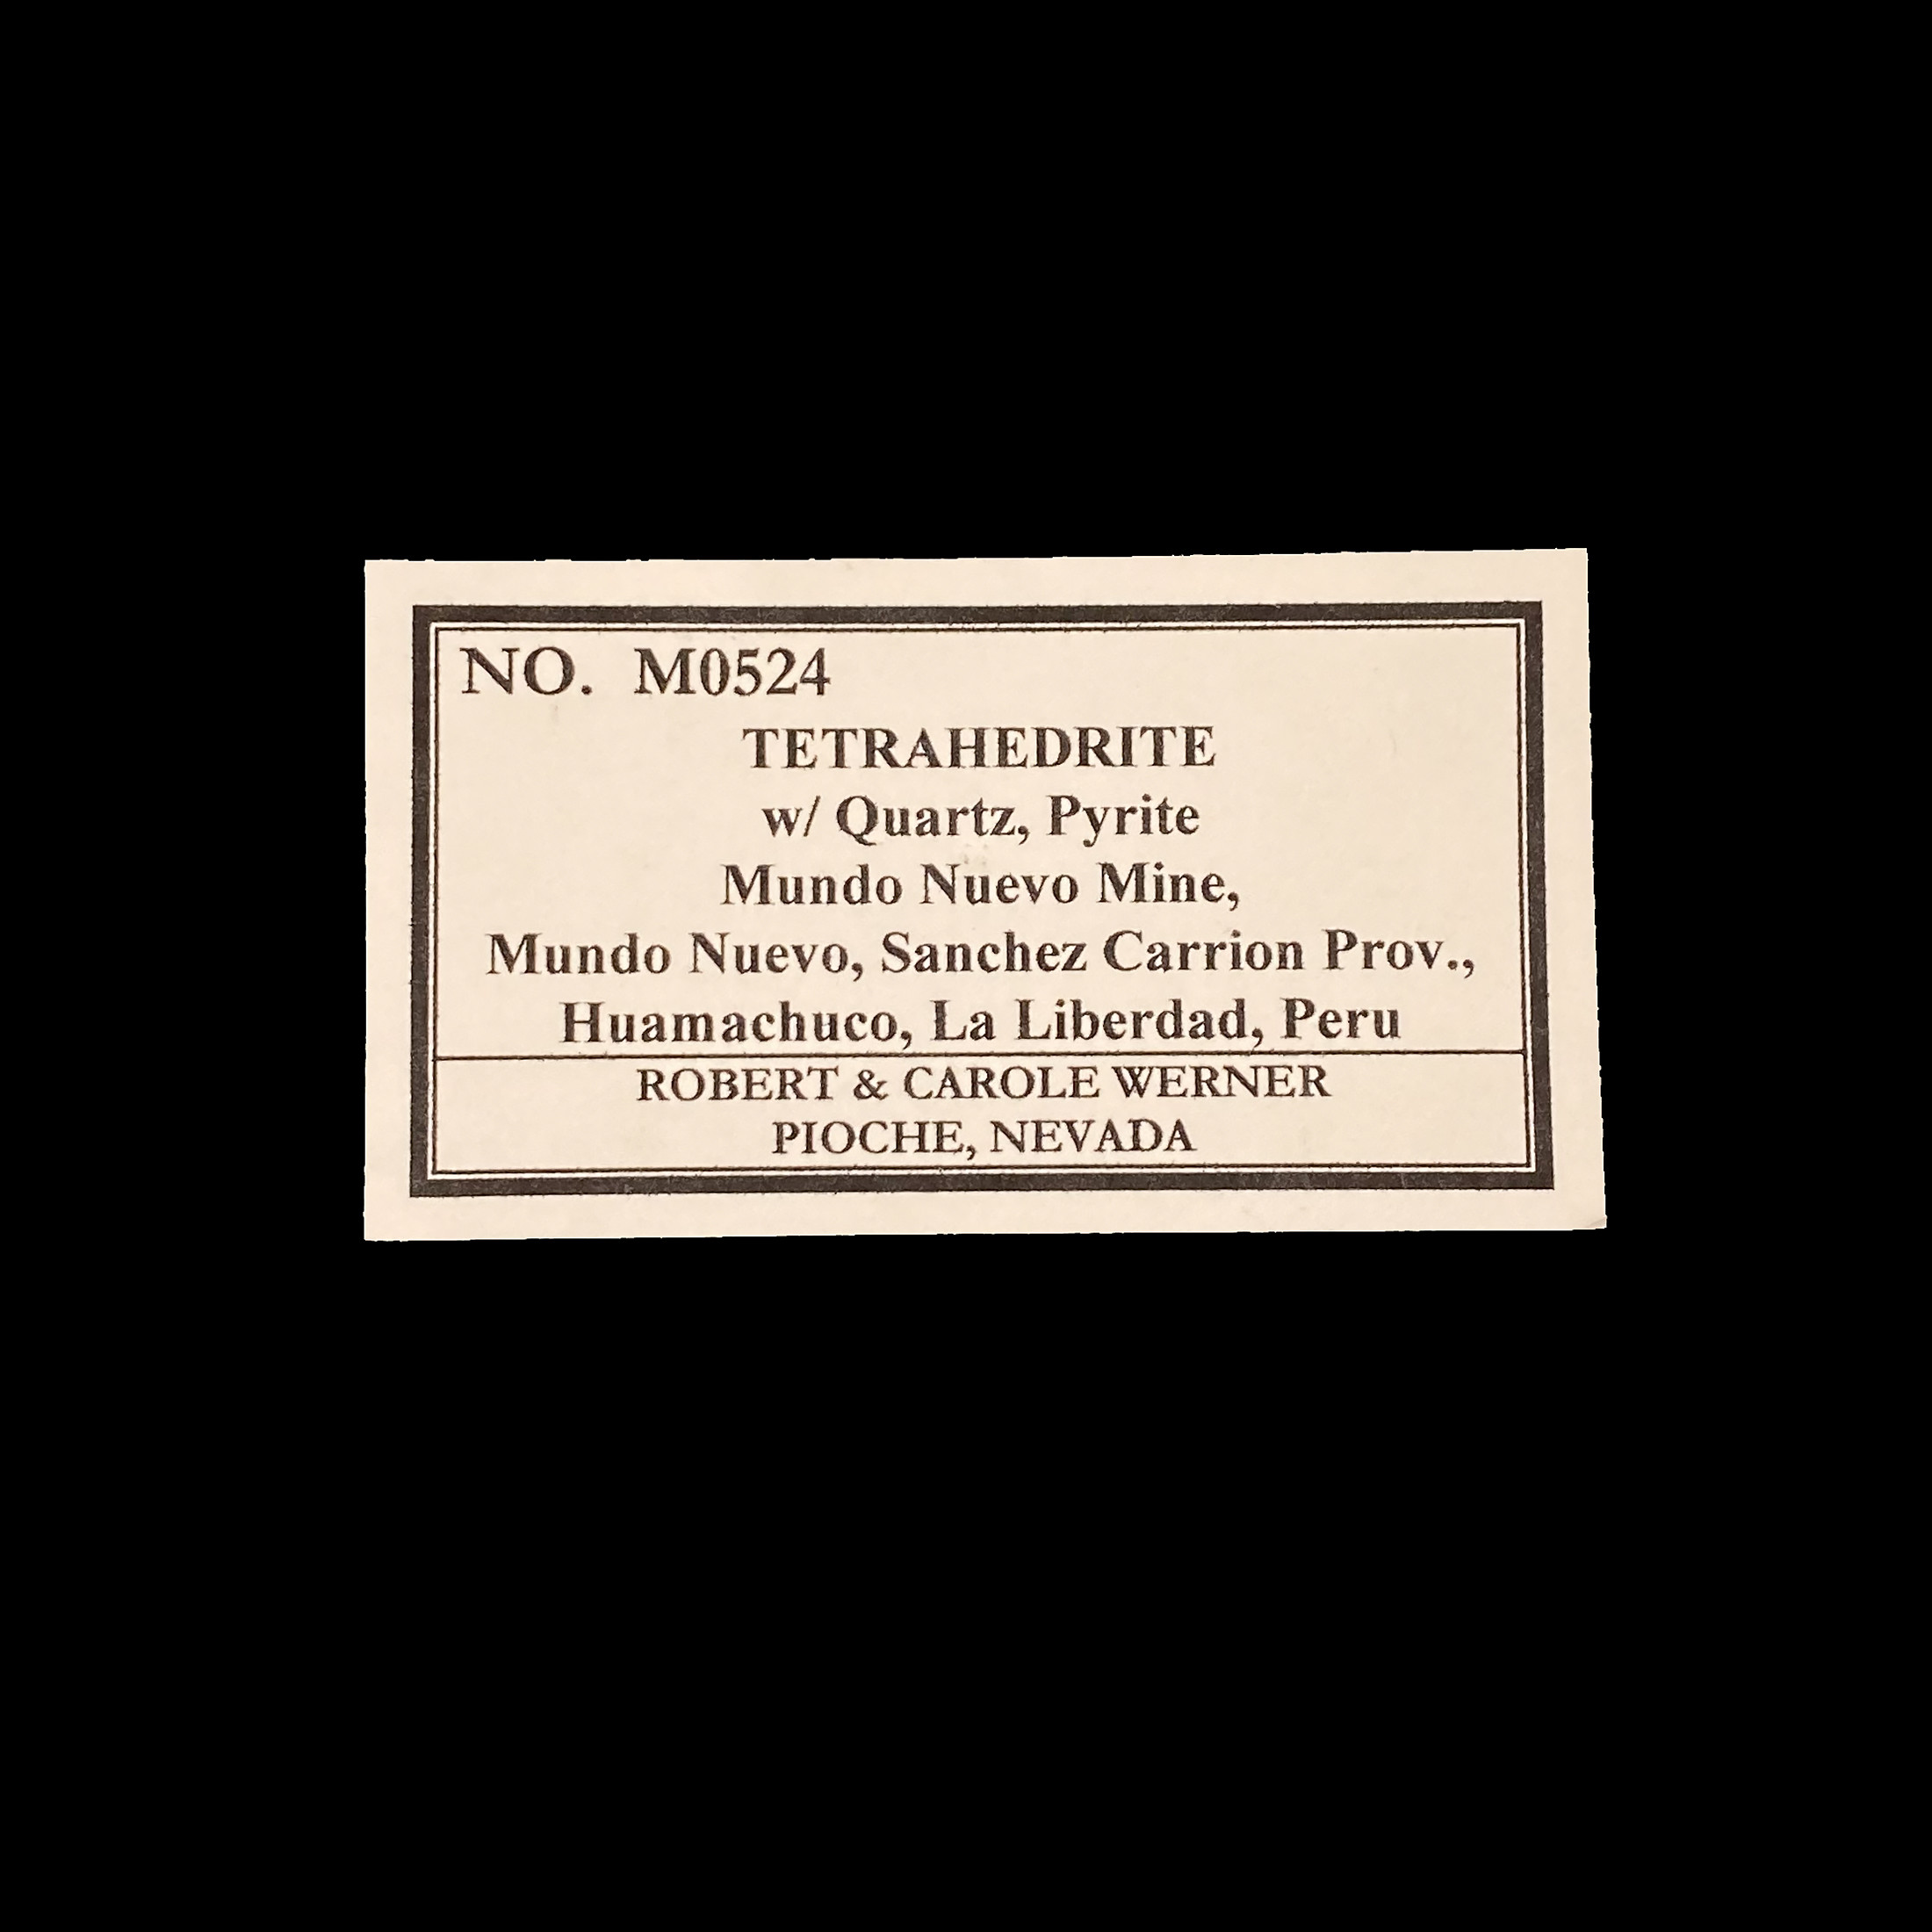 NO. M0524
TETRAHEDRITE
w/ Quartz, Pyrite
Mundo Nuevo Mine,
Mundo Nuevo, Sanchez Carrion Prov.,
Huamachuco, La Liberdad, Peru
ROBERT & CAROLE WERNER
PIOCHE, NEVADA